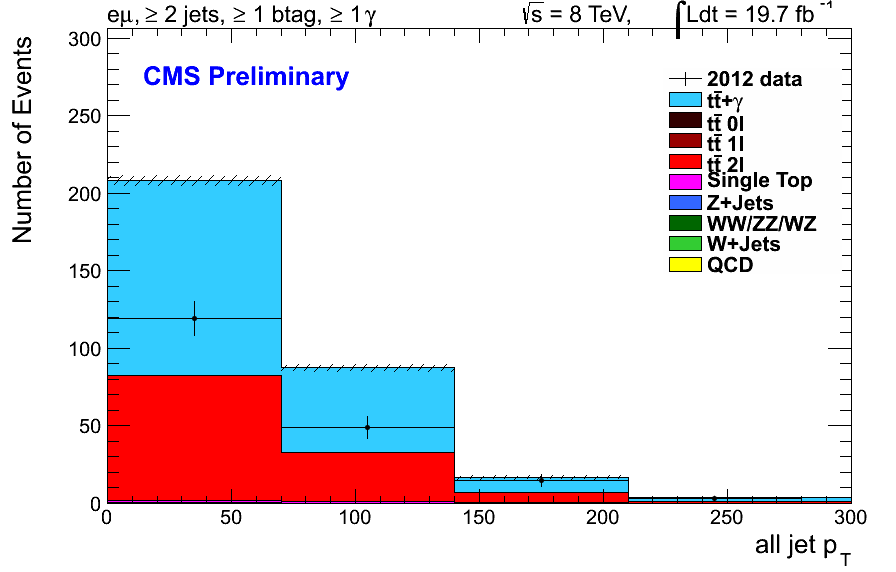 eμ, ≥ 2 jets, ≥ 1 btag, ≥ 1 γ √s = 8 TeV, ∫Ldt = 19.7 fb⁻¹
CMS Preliminary
Number of Events
300
250
200
150
100
50
0
2012 data
tt̄+γ
tt̄ 0l
tt̄ 1l
tt̄ 2l
Single Top
Z+Jets
WW/ZZ/WZ
W+Jets
QCD
0 50 100 150 200 250 300
all jet p_T